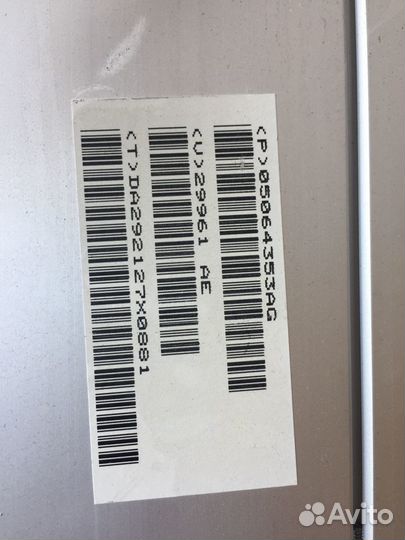 (P)05064353AG
(V)29961 AE
(T)DA292127X0881
Avito